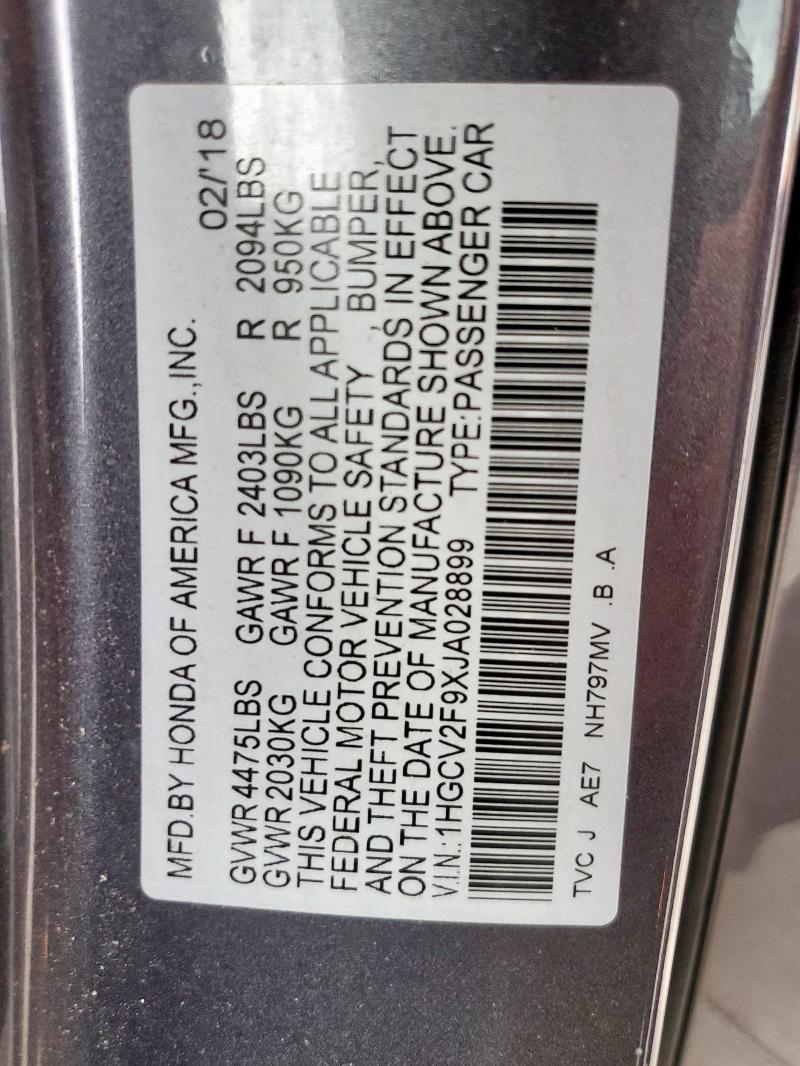 MFD.BY HONDA OF AMERICA MFG.,INC.
02/'18
GVWR 4475LBS GAWR F 2403LBS R 2094LBS
GVWR 2030KG GAWR F 1090KG R 950KG
THIS VEHICLE CONFORMS TO ALL APPLICABLE
FEDERAL MOTOR VEHICLE SAFETY , BUMPER,
AND THEFT PREVENTION STANDARDS, IN EFFECT
ON THE DATE OF MANUFACTURE SHOWN ABOVE.
V.I.N.:1HGCV2F9XJA028899 TYPE:PASSENGER CAR
TVC J AE7 NH797MV .B .A